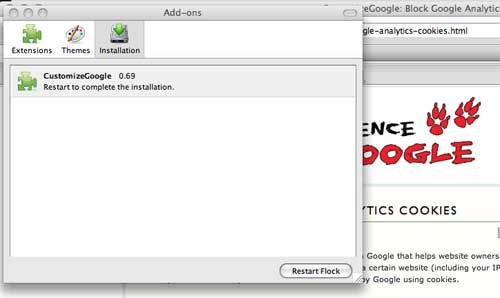 Add-ons
eGoogle: Block Google Analytic
Extensions Themes Installation
gle-analytics-cookies.html
CustomizeGoogle 0.69
Restart to complete the installation.
ENCE
OOGLE
YTICS COOKIES
Google that helps website owners
a certain website (including your IP
by Google using cookies.
Restart Flock